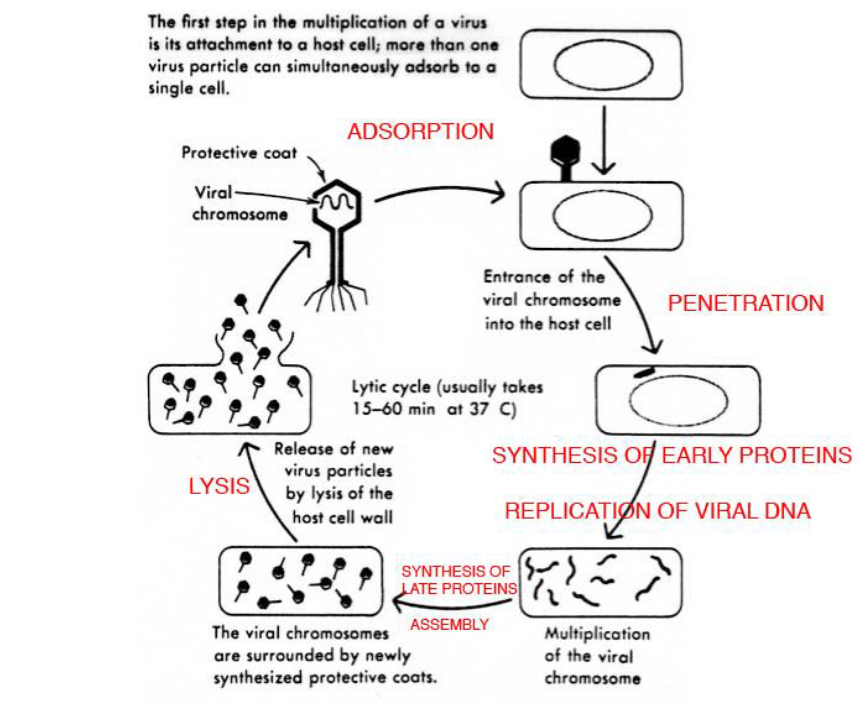 The first step in the multiplication of a virus
is its attachment to a host cell; more than one
virus particle can simultaneously adsorb to a
single cell.
ADSORPTION
Protective coat
Viral
chromosome
Entrance of the
viral chromosome
into the host cell
PENETRATION
Lytic cycle (usually takes
15–60 min at 37 C)
SYNTHESIS OF EARLY PROTEINS
REPLICATION OF VIRAL DNA
Release of new
virus particles
by lysis of the
host cell wall
LYSIS
SYNTHESIS OF
LATE PROTEINS
ASSEMBLY
The viral chromosomes
are surrounded by newly
synthesized protective coats.
Multiplication
of the viral
chromosome